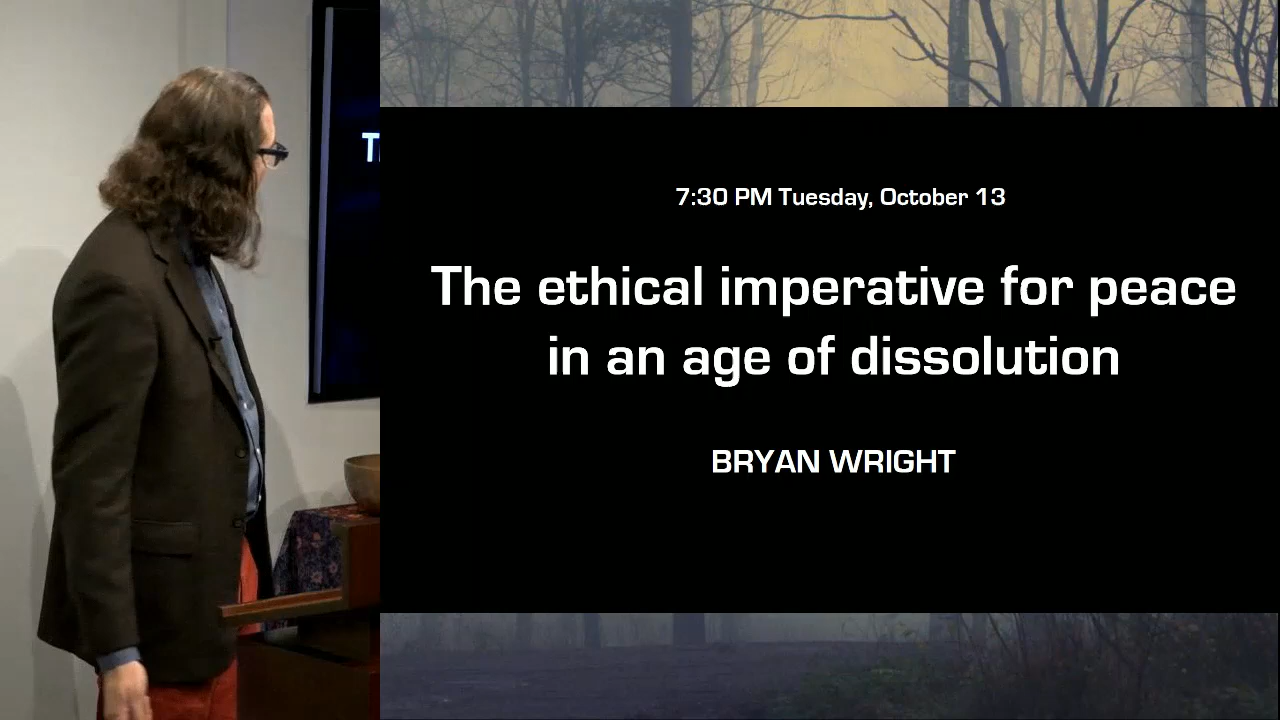 7:30 PM Tuesday, October 13
The ethical imperative for peace
in an age of dissolution
BRYAN WRIGHT